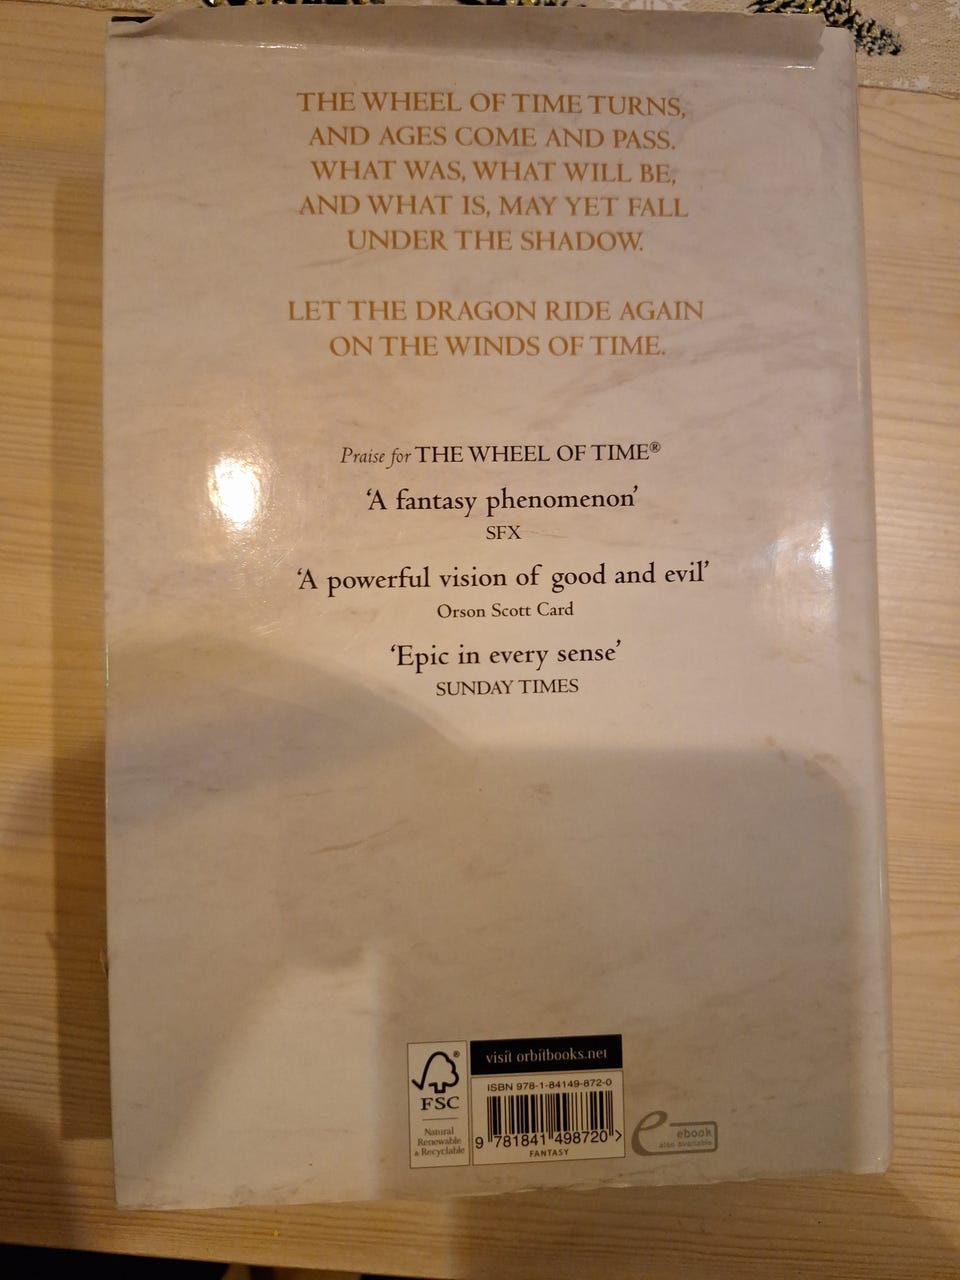 THE WHEEL OF TIME TURNS,
AND AGES COME AND PASS.
WHAT WAS, WHAT WILL BE,
AND WHAT IS, MAY YET FALL
UNDER THE SHADOW.
LET THE DRAGON RIDE AGAIN
ON THE WINDS OF TIME.
Praise for THE WHEEL OF TIME®
‘A fantasy phenomenon’
SFX
‘A powerful vision of good and evil’
Orson Scott Card
‘Epic in every sense’
SUNDAY TIMES
®
FSC
Natural
Renewable
& Recyclable
visit orbitbooks.net
ISBN 978-1-84149-872-0
9 781841 498720 >
FANTASY
e
ebook
also available